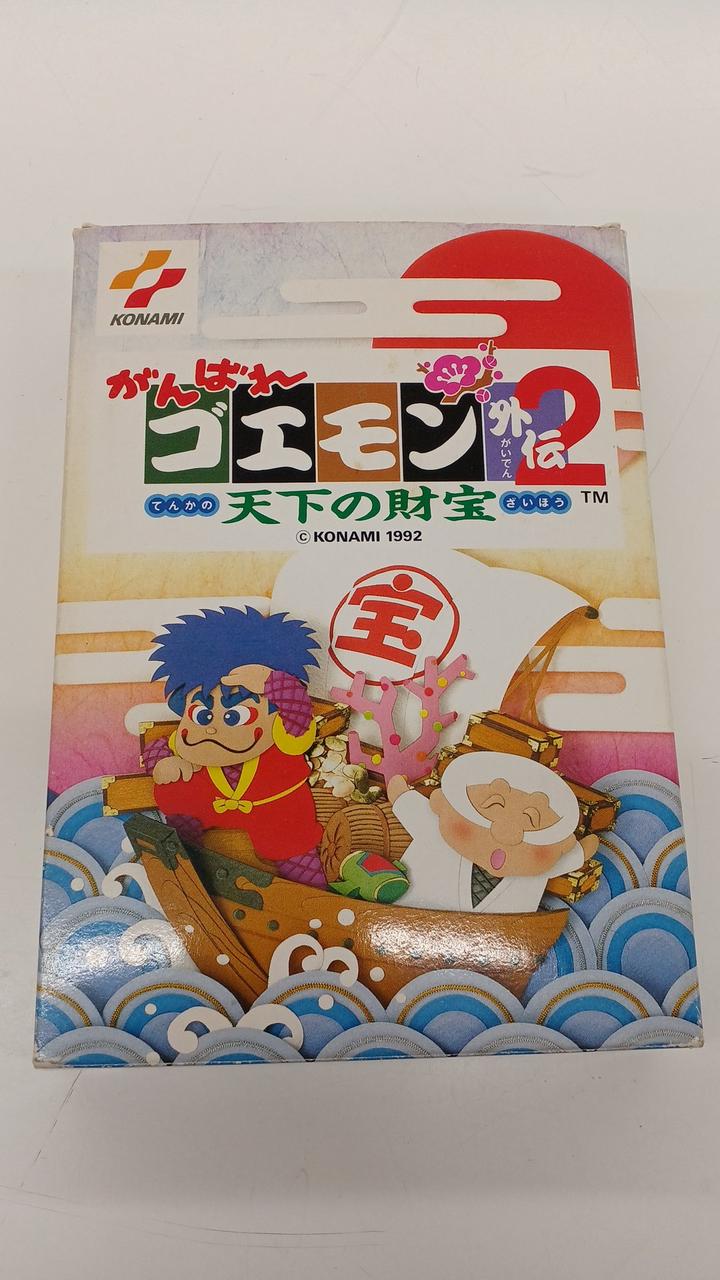 KONAMI
がんばれ
ゴエモン外伝2
がいでん
てんかの 天下の財宝 ざいほう TM
© KONAMI 1992
宝